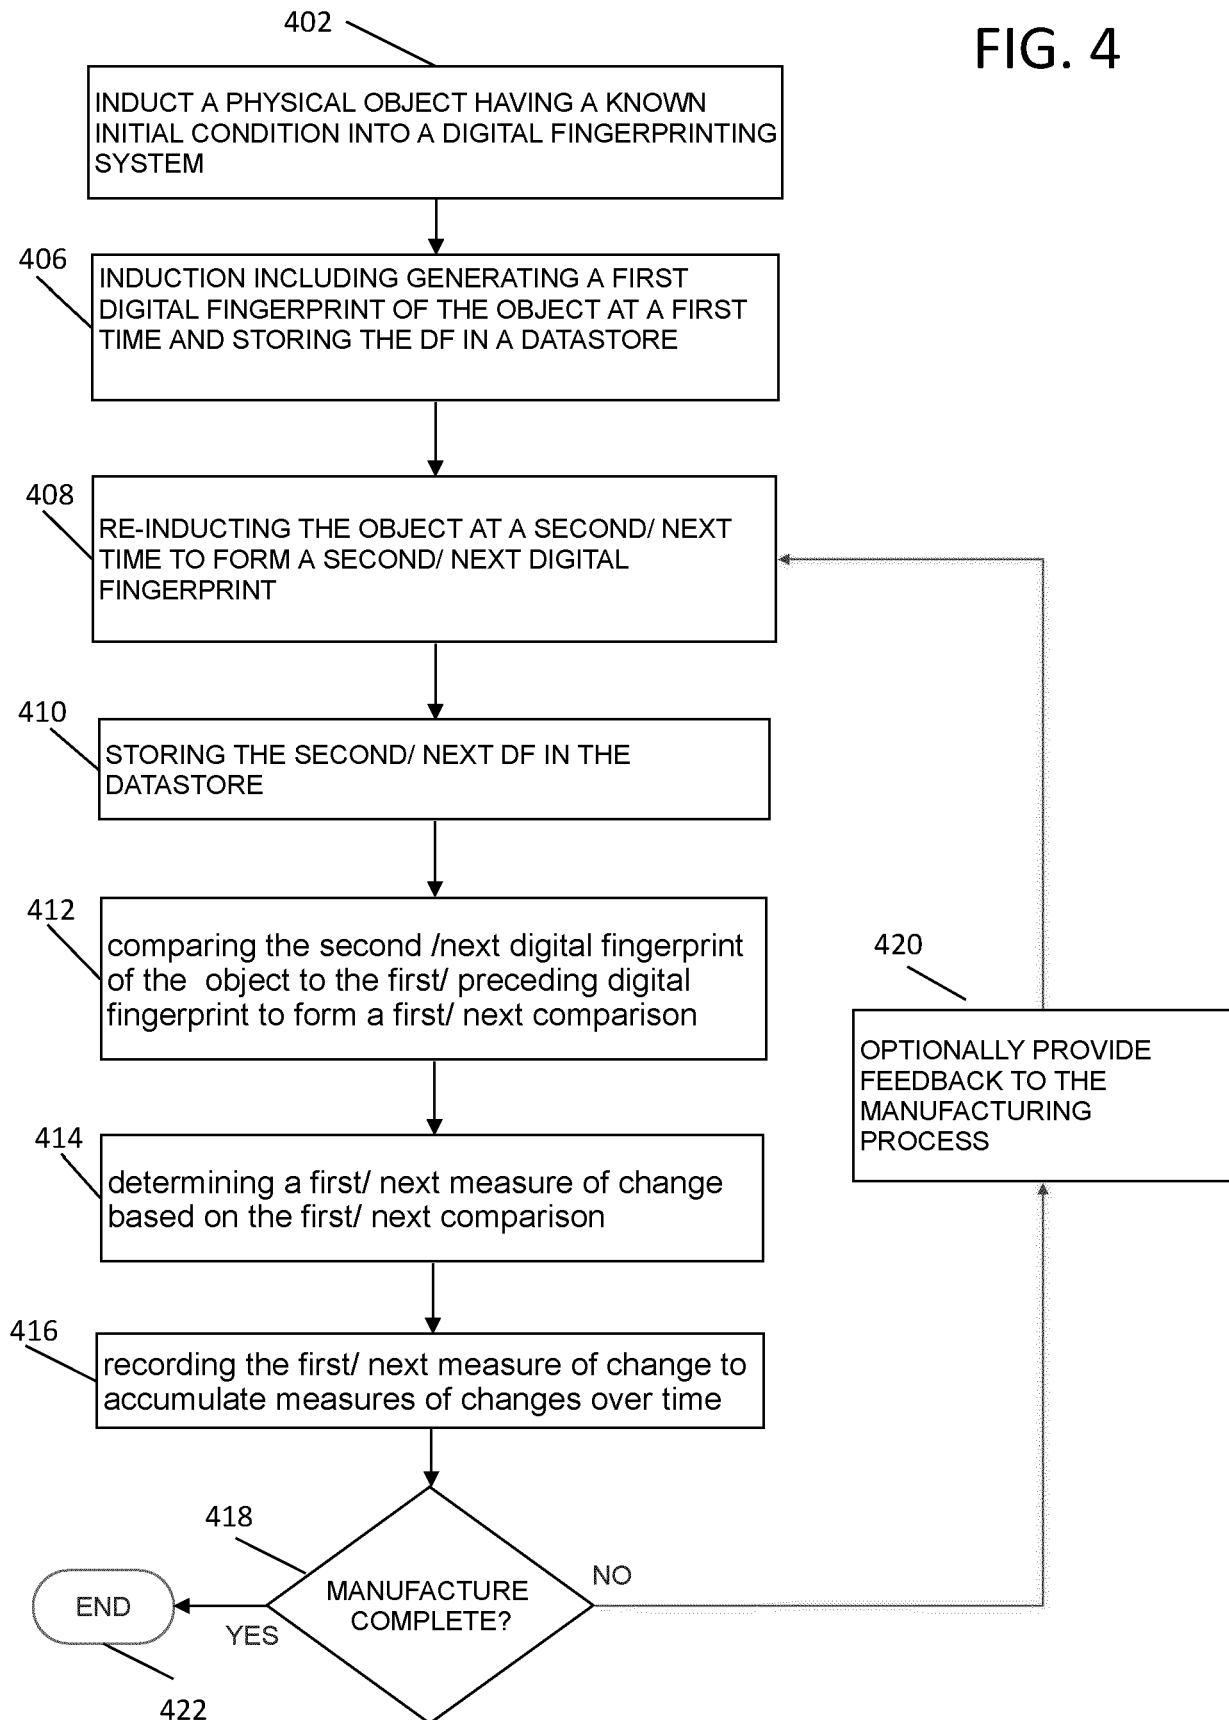 402
FIG. 4
INDUCT A PHYSICAL OBJECT HAVING A KNOWN
INITIAL CONDITION INTO A DIGITAL FINGERPRINTING
SYSTEM
406
INDUCTION INCLUDING GENERATING A FIRST
DIGITAL FINGERPRINT OF THE OBJECT AT A FIRST
TIME AND STORING THE DF IN A DATASTORE
408
RE-INDUCTING THE OBJECT AT A SECOND/ NEXT
TIME TO FORM A SECOND/ NEXT DIGITAL
FINGERPRINT
410
STORING THE SECOND/ NEXT DF IN THE
DATASTORE
412
comparing the second /next digital fingerprint
of the object to the first/ preceding digital
fingerprint to form a first/ next comparison
420
OPTIONALLY PROVIDE
FEEDBACK TO THE
MANUFACTURING
PROCESS
414
determining a first/ next measure of change
based on the first/ next comparison
416
recording the first/ next measure of change to
accumulate measures of changes over time
418
MANUFACTURE
COMPLETE?
NO
YES
END
422